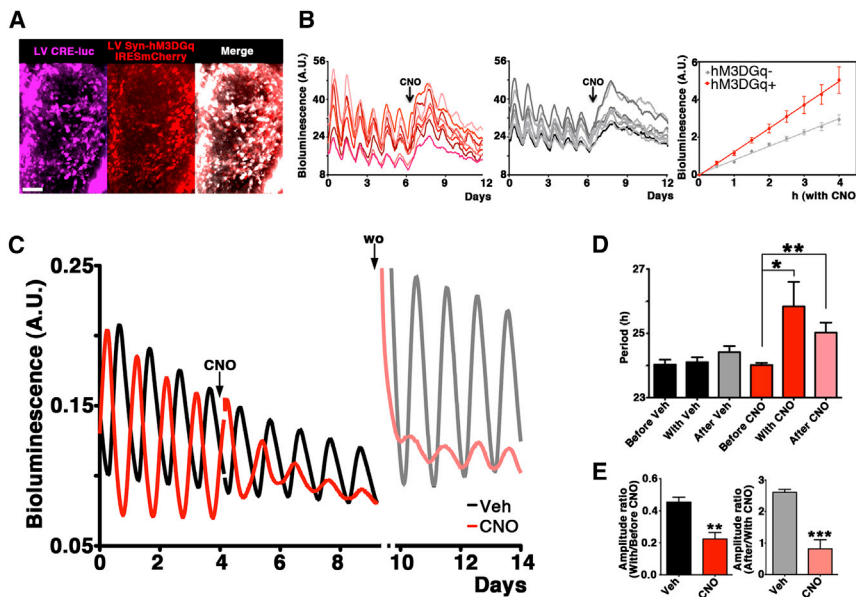 A
LV CRE-luc
LV Syn-hM3DGq
IRESmCherry
Merge
B
Bioluminescence (A.U.)
56
40
24
8
CNO
0 3 6 9 12
Days
56
40
24
8
CNO
0 3 6 9 12
Days
Bioluminescence (A.U.)
6
4
2
0
hM3DGq-
hM3DGq+
0 1 2 3 4
h (with CNO
C
Bioluminescence (A.U.)
0.25
0.15
0.05
CNO
wo
Veh
CNO
0 2 4 6 8 10 12 14
Days
D
Period (h)
27
25
23
*
**
Before Veh
With Veh
After Veh
Before CNO
With CNO
After CNO
E
Amplitude ratio
(With/Before CNO)
0.6
0.4
0.2
0
**
Veh
CNO
Amplitude ratio
(After/With CNO)
3
2
1
0
***
Veh
CNO